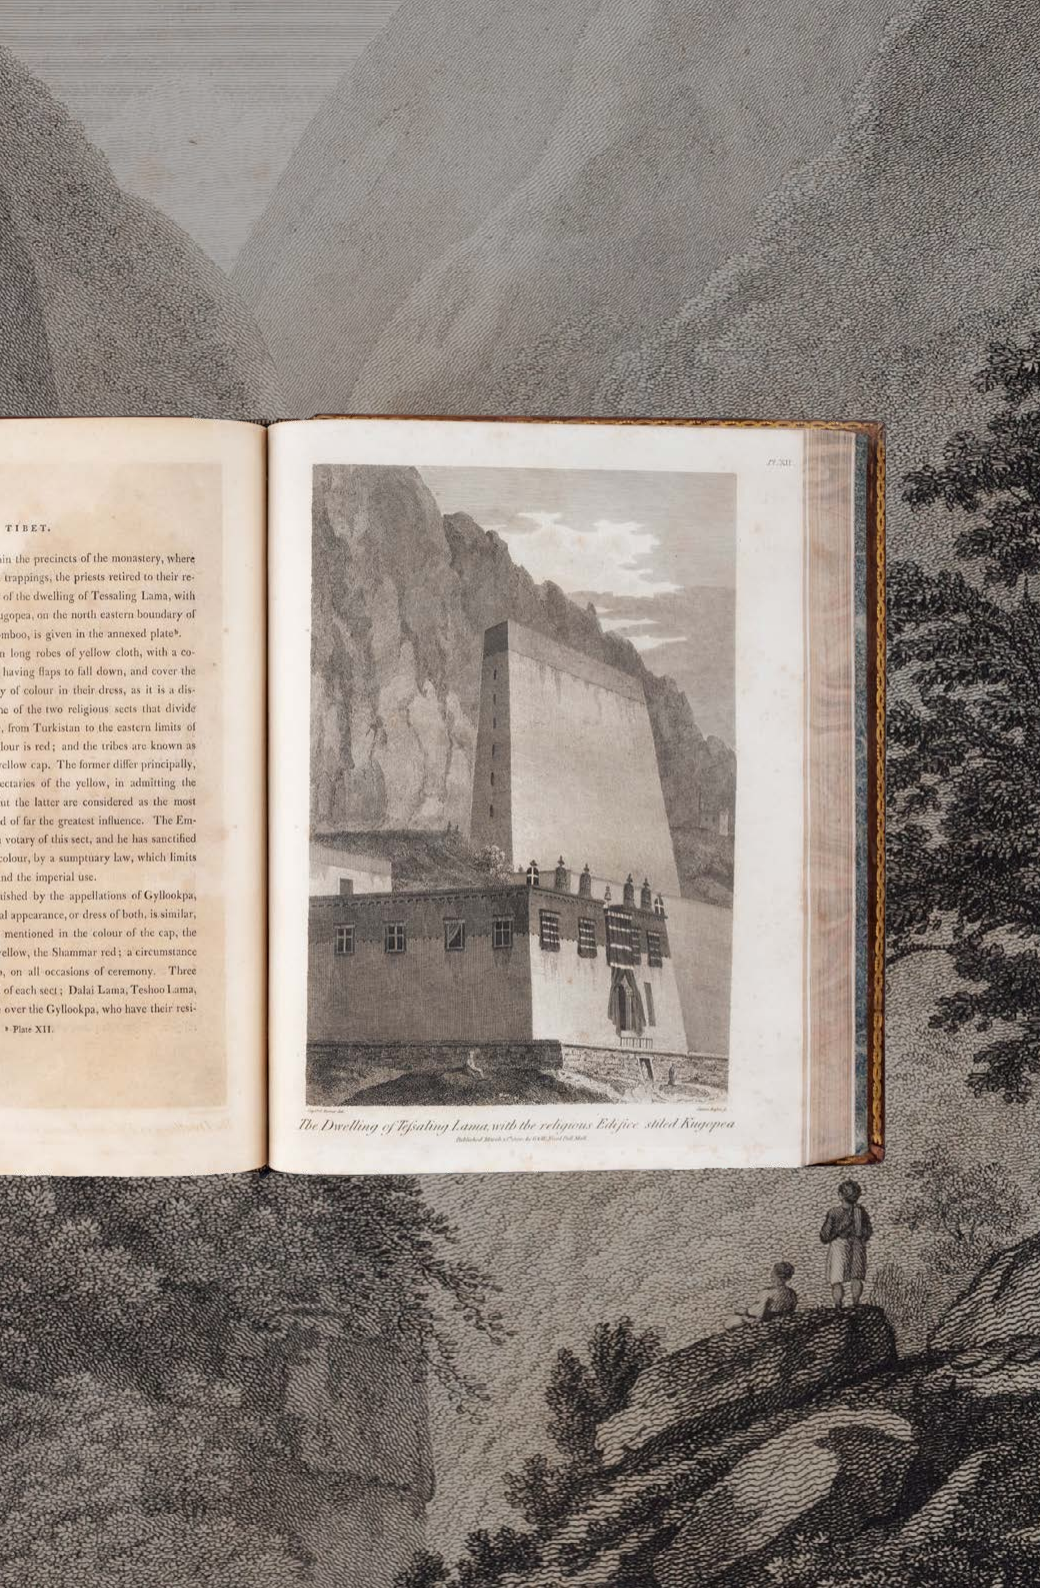 TIBET.
in the precincts of the monastery, where
trappings, the priests retired to their re-
of the dwelling of Tessaling Lama, with
ugopea, on the north eastern boundary of
mboo, is given in the annexed plateᵇ.
n long robes of yellow cloth, with a co-
having flaps to fall down, and cover the
y of colour in their dress, as it is a dis-
ne of the two religious sects that divide
, from Turkistan to the eastern limits of
lour is red; and the tribes are known as
ellow cap. The former differ principally,
ectaries of the yellow, in admitting the
ut the latter are considered as the most
d of far the greatest influence. The Em-
votary of this sect, and he has sanctified
colour, by a sumptuary law, which limits
nd the imperial use.
uished by the appellations of Gyllookpa,
al appearance, or dress of both, is similar,
mentioned in the colour of the cap, the
yellow, the Shammar red; a circumstance
, on all occasions of ceremony. Three
of each sect; Dalai Lama, Teshoo Lama,
over the Gyllookpa, who have their resi-
ᵇ Plate XII.
Pl. XII.
The Dwelling of Teſsaling Lama, with the religious Edifice stiled Kugopea